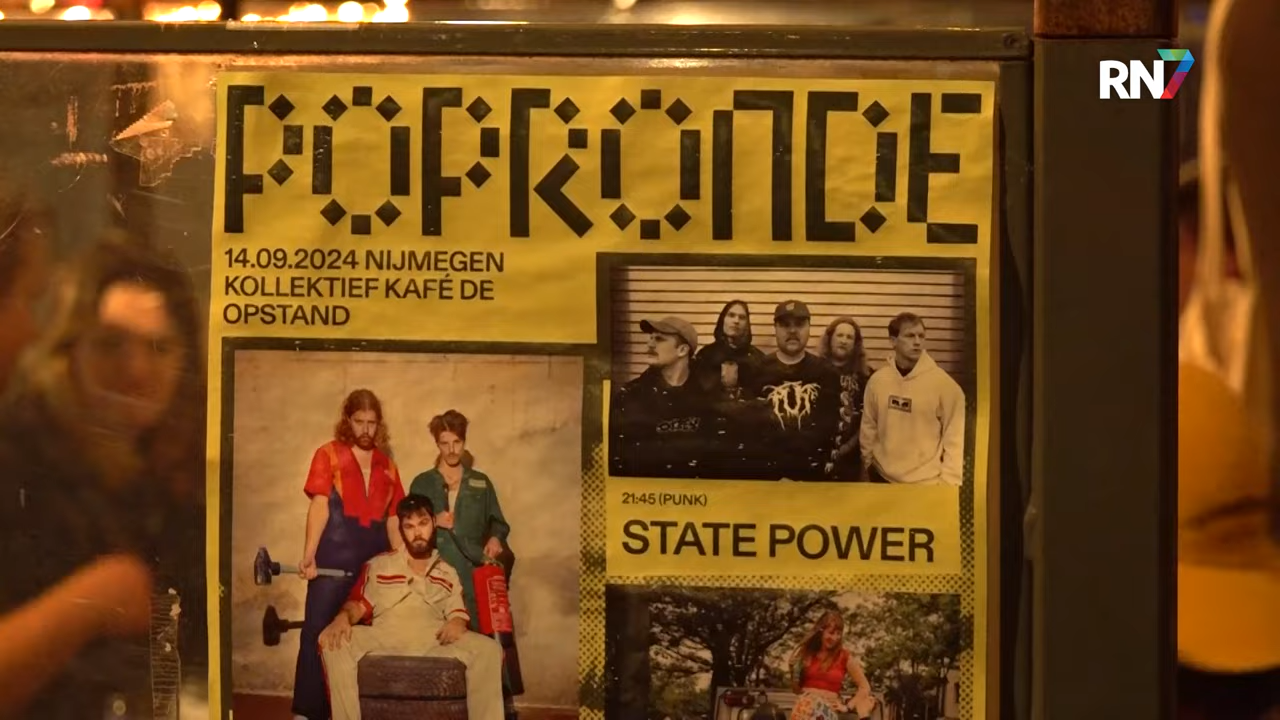 RN7
POPRONDE
14.09.2024 NIJMEGEN
KOLLEKTIEF KAFÉ DE
OPSTAND
21:45 (PUNK)
STATE POWER